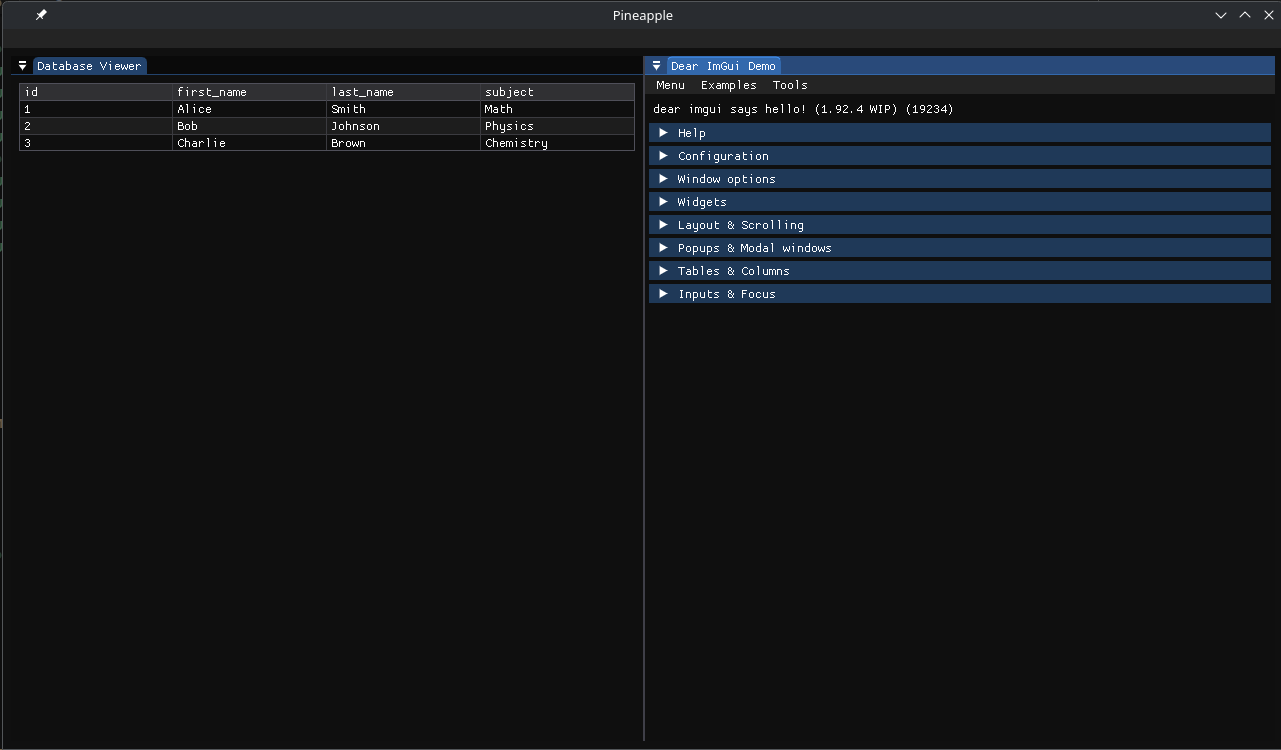 Pineapple
Database Viewer
id first_name last_name subject
1 Alice Smith Math
2 Bob Johnson Physics
3 Charlie Brown Chemistry
Dear ImGui Demo
Menu Examples Tools
dear imgui says hello! (1.92.4 WIP) (19234)
Help
Configuration
Window options
Widgets
Layout & Scrolling
Popups & Modal windows
Tables & Columns
Inputs & Focus